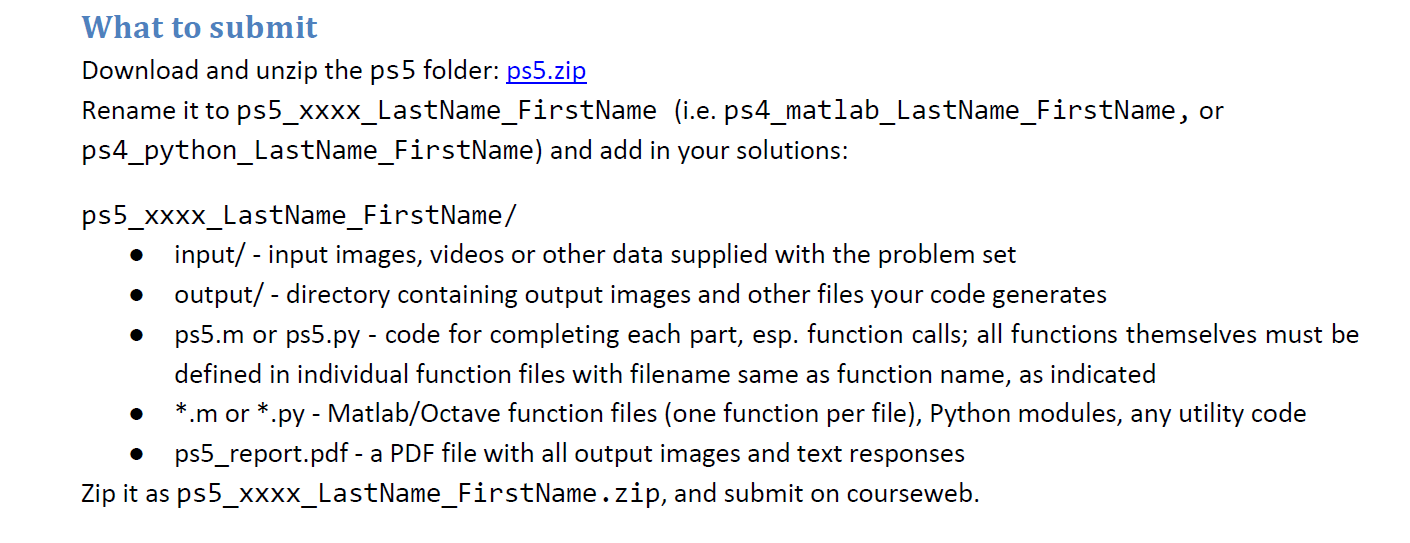 What to submit
Download and unzip the ps5 folder: ps5.zip
Rename it to ps5_xxxx_LastName_FirstName (i.e. ps4_matlab_LastName_FirstName, or
ps4_python_LastName_FirstName) and add in your solutions:
ps5_xxxx_LastName_FirstName/
● input/ - input images, videos or other data supplied with the problem set
● output/ - directory containing output images and other files your code generates
● ps5.m or ps5.py - code for completing each part, esp. function calls; all functions themselves must be
defined in individual function files with filename same as function name, as indicated
● *.m or *.py - Matlab/Octave function files (one function per file), Python modules, any utility code
● ps5_report.pdf - a PDF file with all output images and text responses
Zip it as ps5_xxxx_LastName_FirstName.zip, and submit on courseweb.